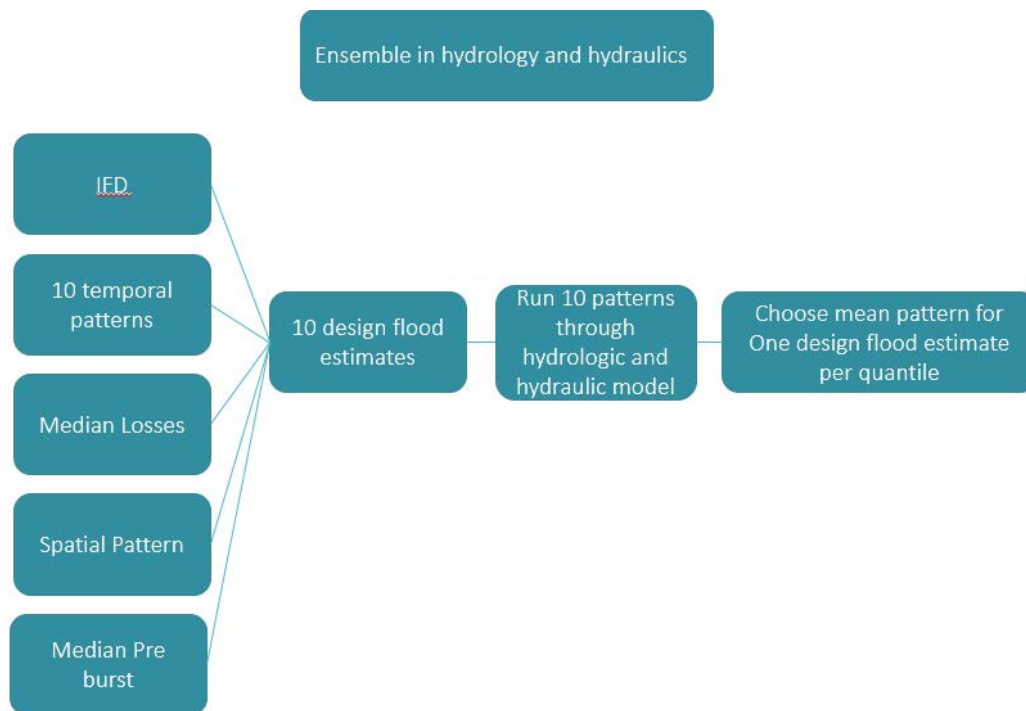 Ensemble in hydrology and hydraulics
IFD
10 temporal
patterns
Median Losses
Spatial Pattern
Median Pre
burst
10 design flood
estimates
Run 10 patterns
through
hydrologic and
hydraulic model
Choose mean pattern for
One design flood estimate
per quantile